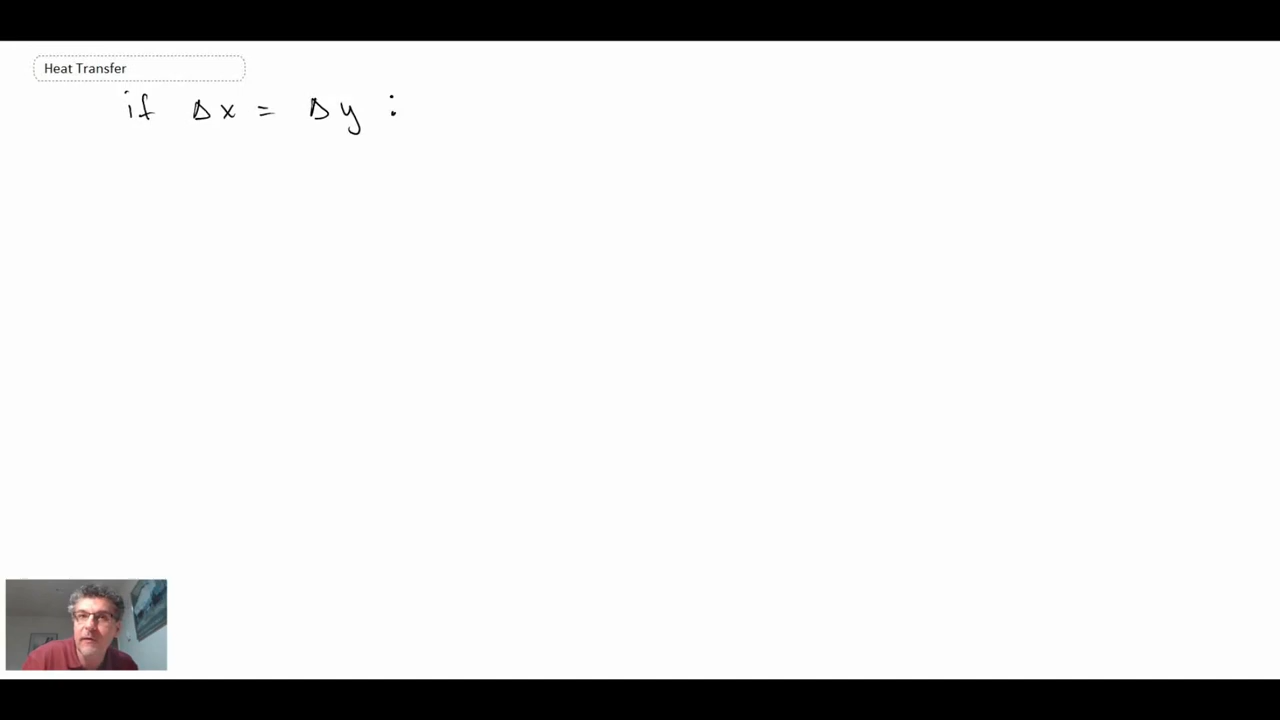 Heat Transfer
if Δx = Δy :